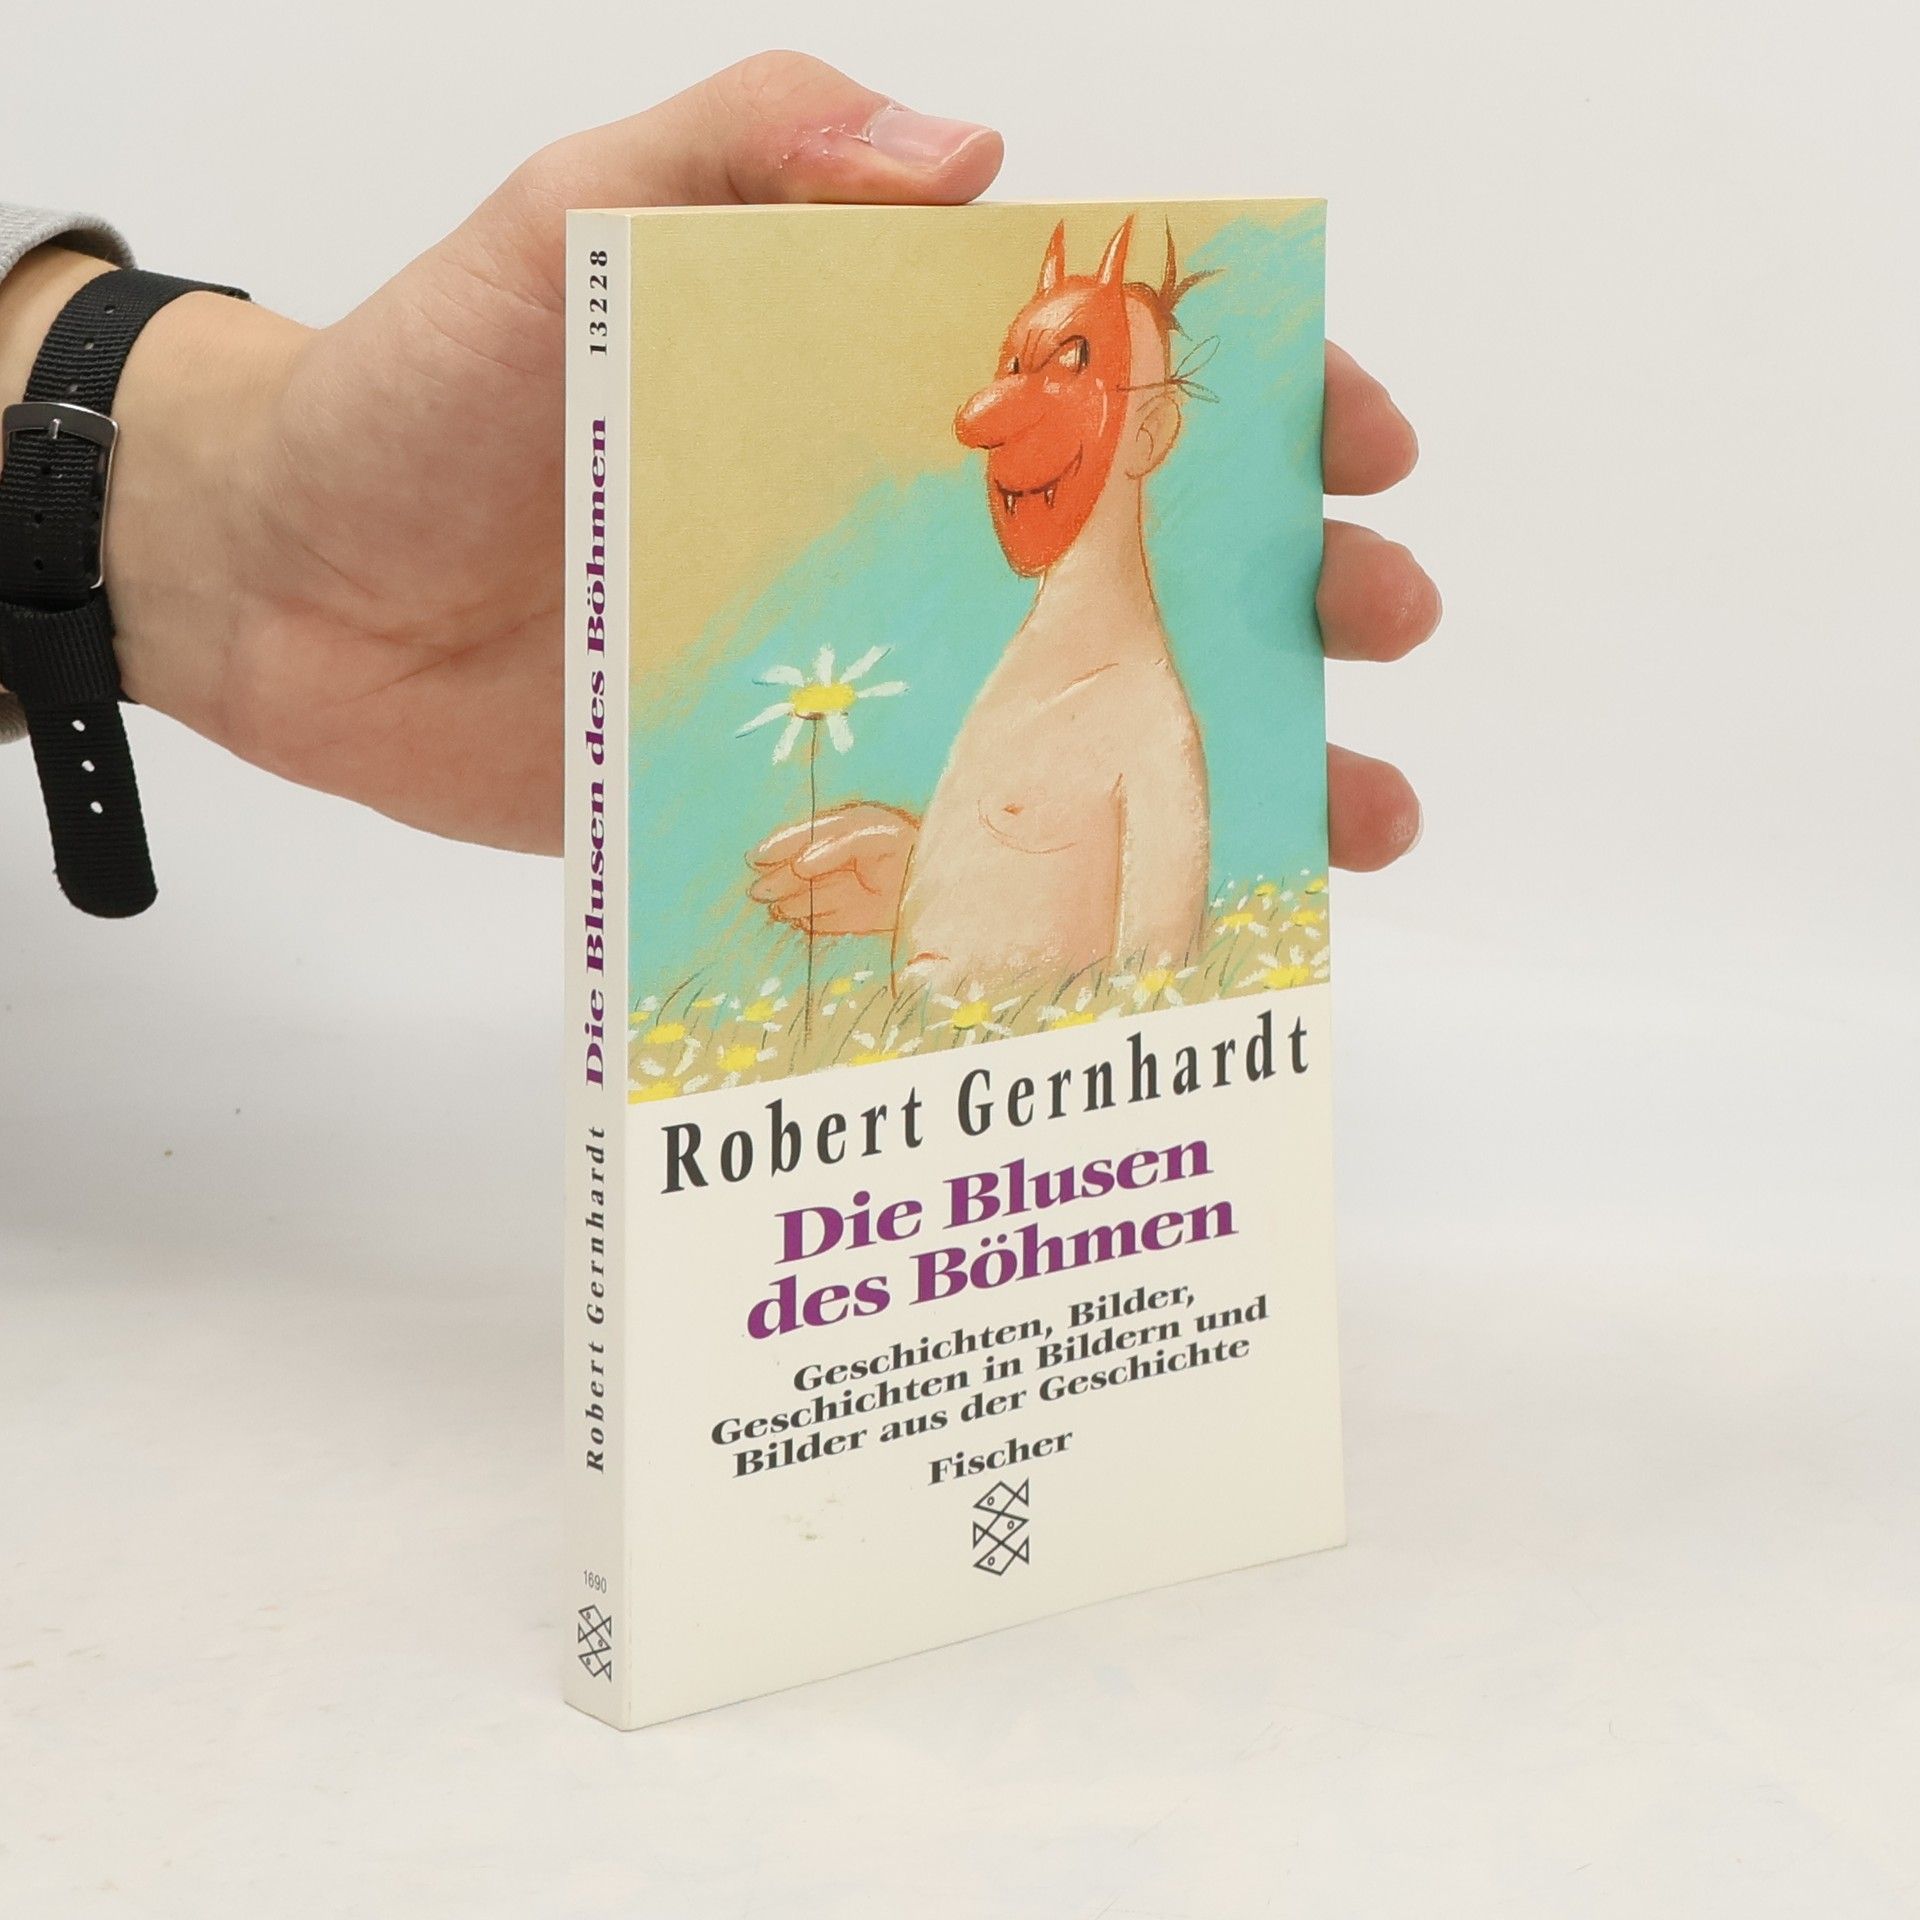 Robert Gernhardt Die Blusen des Böhmen 13228
1690
Robert Gernhardt
Die Blusen
des Böhmen
Geschichten, Bilder,
Geschichten in Bildern und
Bilder aus der Geschichte
Fischer